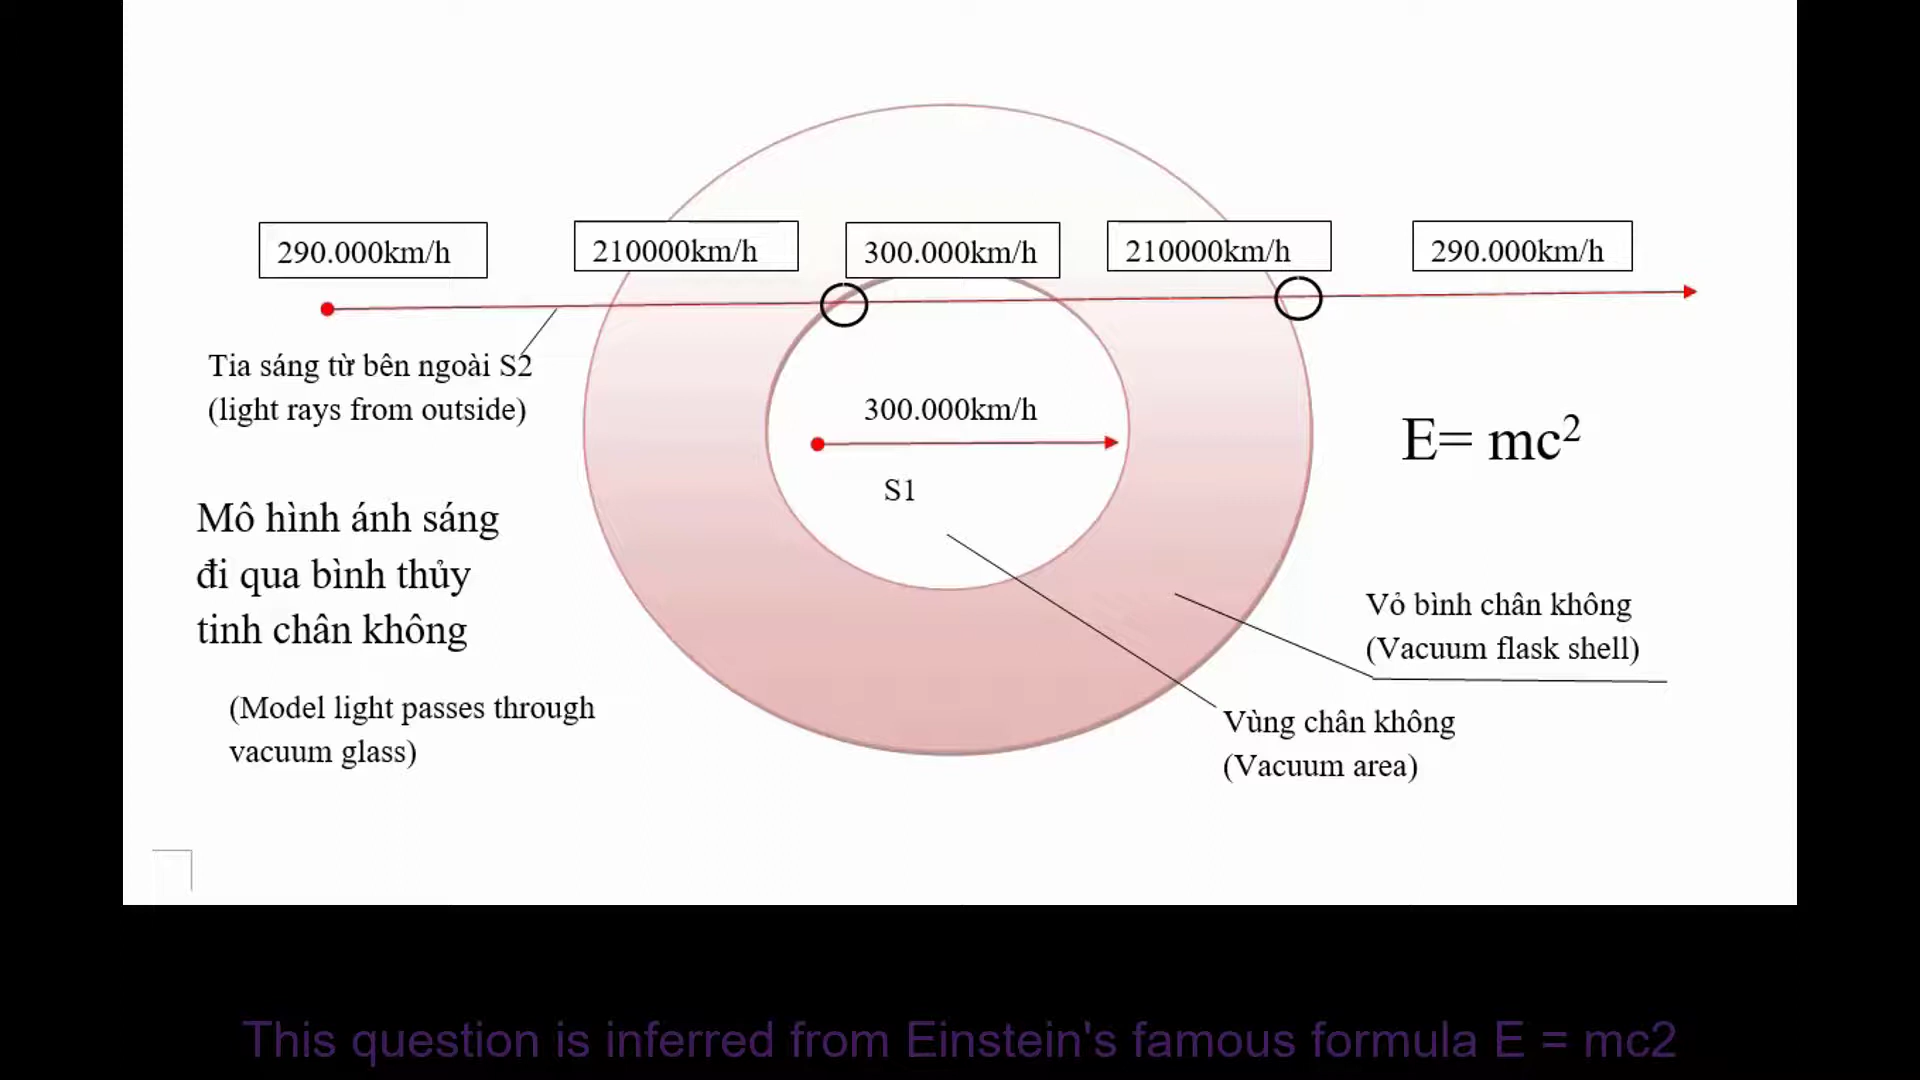 290.000km/h
210000km/h
300.000km/h
210000km/h
290.000km/h
Tia sáng từ bên ngoài S2
(light rays from outside)
300.000km/h
S1
E= mc²
Mô hình ánh sáng
đi qua bình thủy
tinh chân không
(Model light passes through
vacuum glass)
Vỏ bình chân không
(Vacuum flask shell)
Vùng chân không
(Vacuum area)
This question is inferred from Einstein's famous formula E = mc2